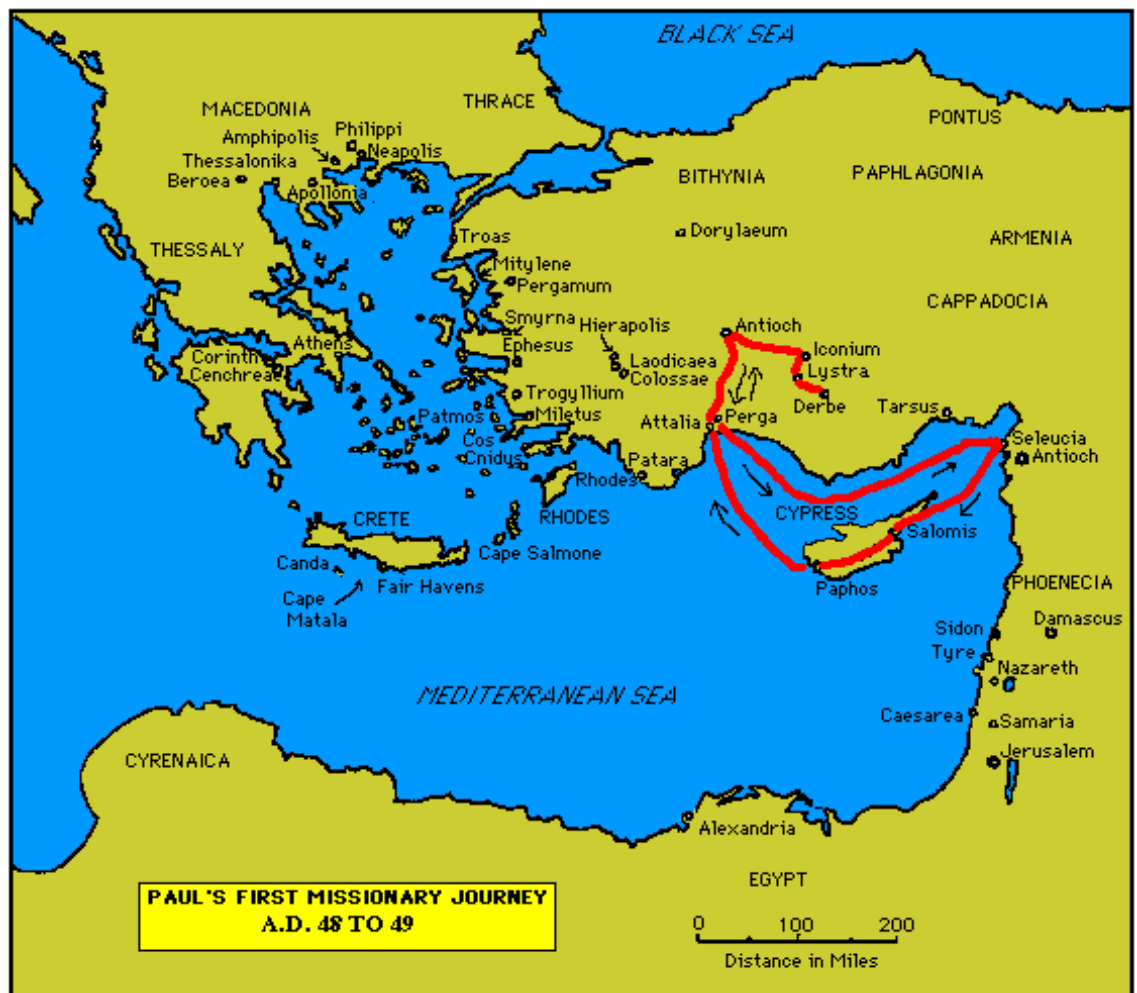 BLACK SEA
THRACE
MACEDONIA
PONTUS
Philippi
Amphipolis
Neapolis
Thessalonika
Beroea
Apollonia
BITHYNIA
PAPHLAGONIA
Dorylaeum
ARMENIA
THESSALY
Troas
Mitylene
Pergamum
CAPPADOCIA
Smyrna
Hierapolis
Antioch
Ephesus
Athens
Corinth
Cenchreae
Iconium
Laodicaea
Lystra
Colossae
Trogyllium
Derbe
Tarsus
Patmos
Miletus
Attalia
Perga
Cos
Cnidus
Seleucia
Antioch
Patara
Rhodes
RHODES
CYPRESS
CRETE
Salomis
Cape Salmone
Canda
Fair Havens
Cape
Matala
Paphos
PHOENECIA
Damascus
Sidon
Tyre
Nazareth
MEDITERRANEAN SEA
Caesarea
Samaria
Jerusalem
CYRENAICA
Alexandria
EGYPT
PAUL'S FIRST MISSIONARY JOURNEY
A.D. 48 TO 49
0 100 200
Distance in Miles